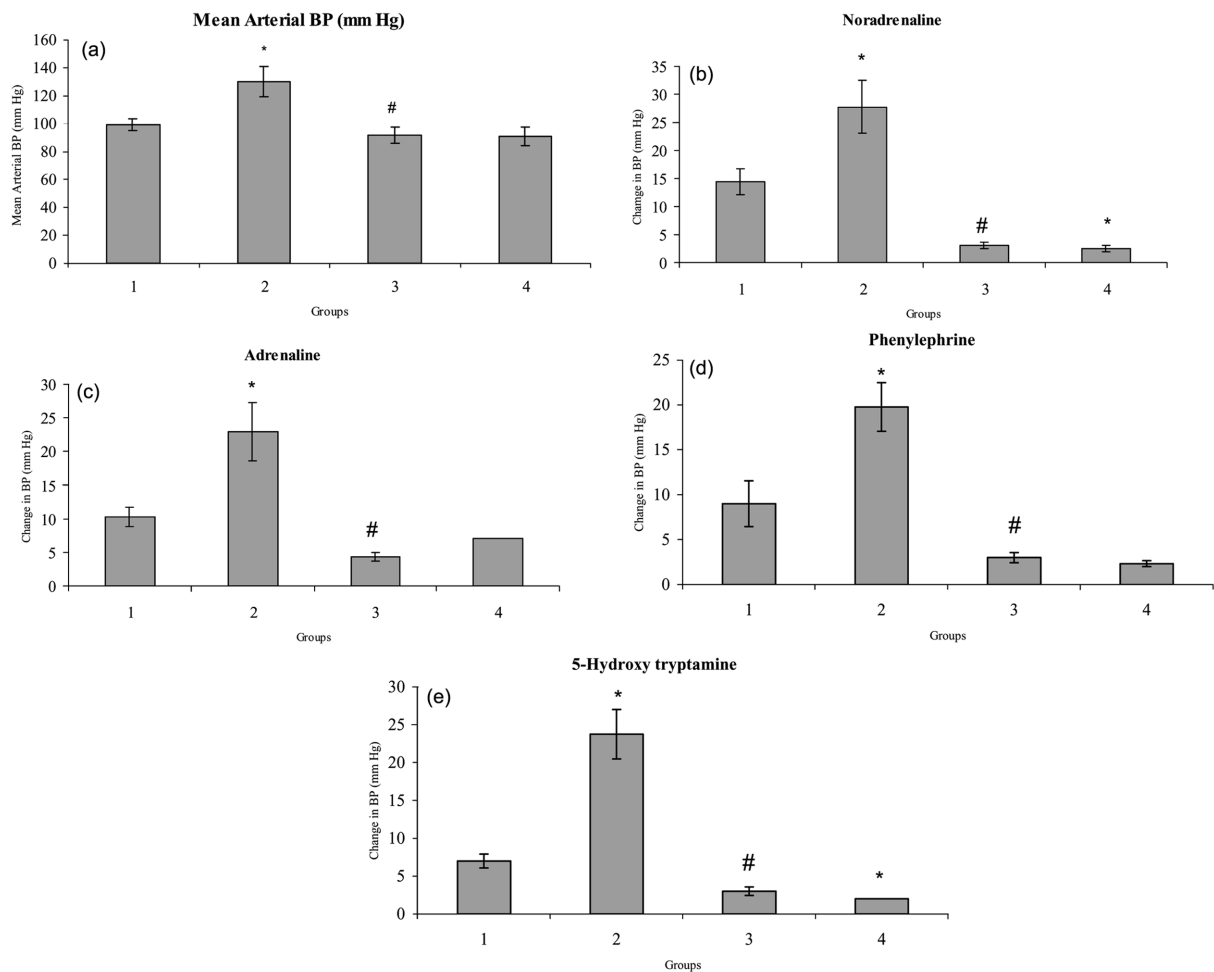 Mean Arterial BP (mm Hg)
(a)
Mean Arterial BP (mm Hg)
160
140
120
100
80
60
40
20
0
*
#
1 2 3 4
Groups
Noradrenaline
(b)
Chamge in BP (mm Hg)
35
30
25
20
15
10
5
0
*
#
*
1 2 3 4
Groups
Adrenaline
(c)
Change in BP (mm Hg)
30
25
20
15
10
5
0
*
#
1 2 3 4
Groups
Phenylephrine
(d)
Change in BP (mm Hg)
25
20
15
10
5
0
*
#
1 2 3 4
Groups
5-Hydroxy tryptamine
(e)
Change in BP (mm Hg)
30
25
20
15
10
5
0
*
#
*
1 2 3 4
Groups